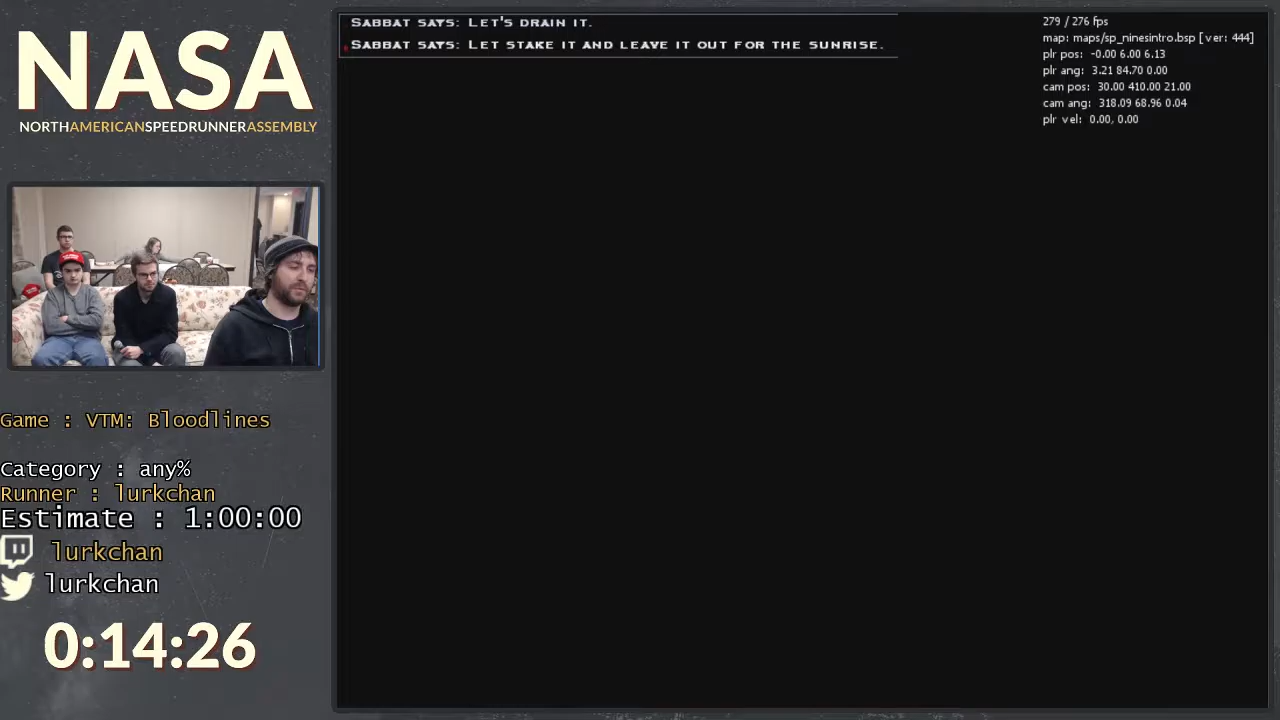 NASA
NORTHAMERICANSPEEDRUNNERASSEMBLY
SABBAT SAYS: LET'S DRAIN IT.
SABBAT SAYS: LET STAKE IT AND LEAVE IT OUT FOR THE SUNRISE.
279 / 276 fps
map: maps/sp_ninesintro.bsp [ver: 444]
plr pos: -0.00 6.00 6.13
plr ang: 3.21 84.70 0.00
cam pos: 30.00 410.00 21.00
cam ang: 318.09 68.96 0.04
plr vel: 0.00, 0.00
Game : VTM: Bloodlines
Category : any%
Runner : lurkchan
Estimate : 1:00:00
lurkchan
lurkchan
0:14:26